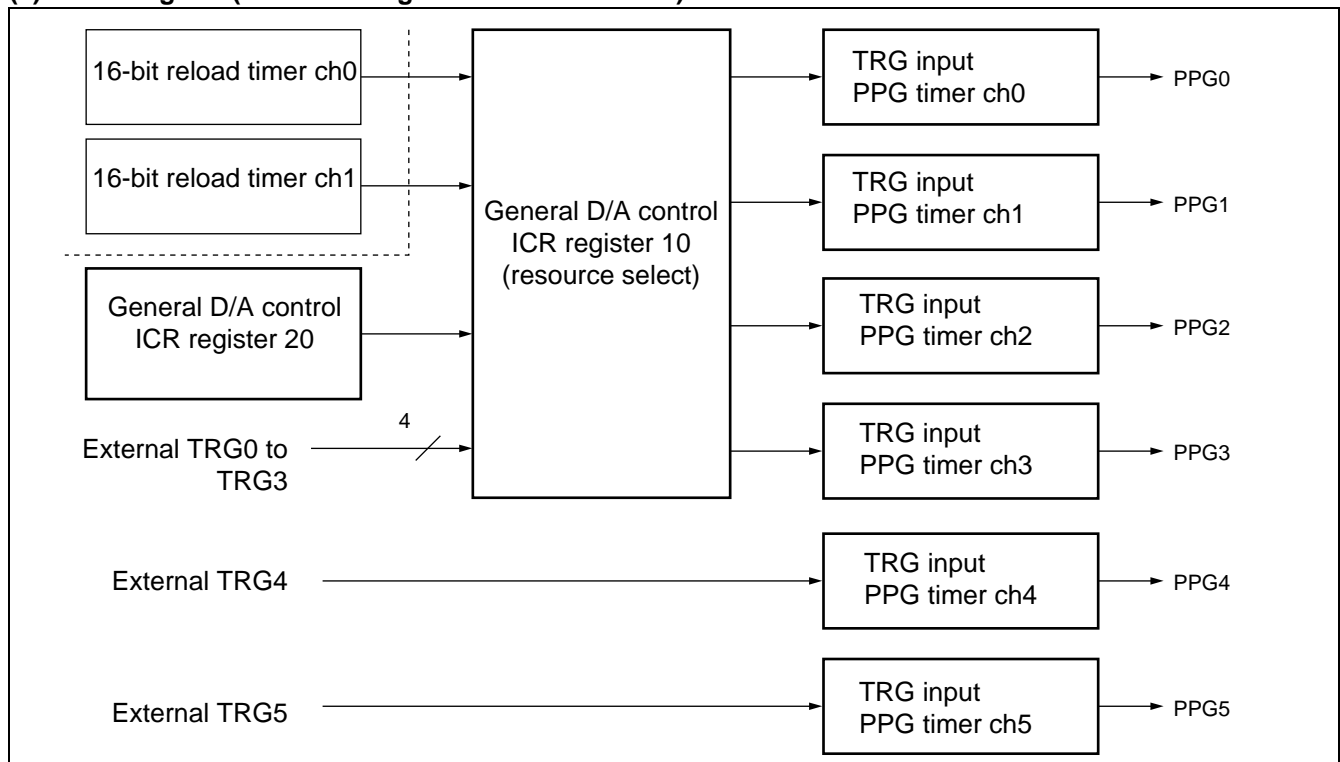 16-bit reload timer ch0
16-bit reload timer ch1
General D/A control
ICR register 20
External TRG0 to
TRG3
4
General D/A control
ICR register 10
(resource select)
TRG input
PPG timer ch0
PPG0
TRG input
PPG timer ch1
PPG1
TRG input
PPG timer ch2
PPG2
TRG input
PPG timer ch3
PPG3
External TRG4
TRG input
PPG timer ch4
PPG4
External TRG5
TRG input
PPG timer ch5
PPG5